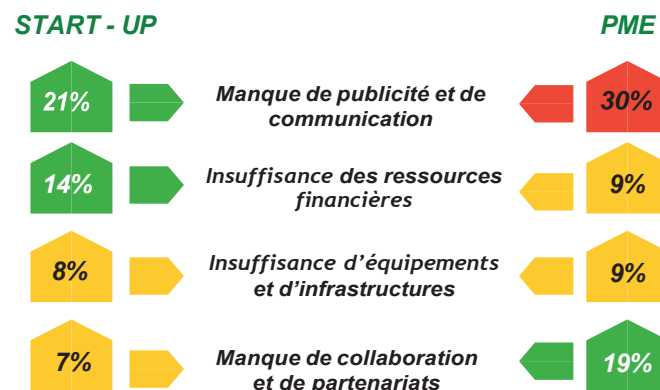 START - UP
PME
21%
Manque de publicité et de
communication
30%
14%
Insuffisance des ressources
financières
9%
8%
Insuffisance d'équipements
et d'infrastructures
9%
7%
Manque de collaboration
et de partenariats
19%